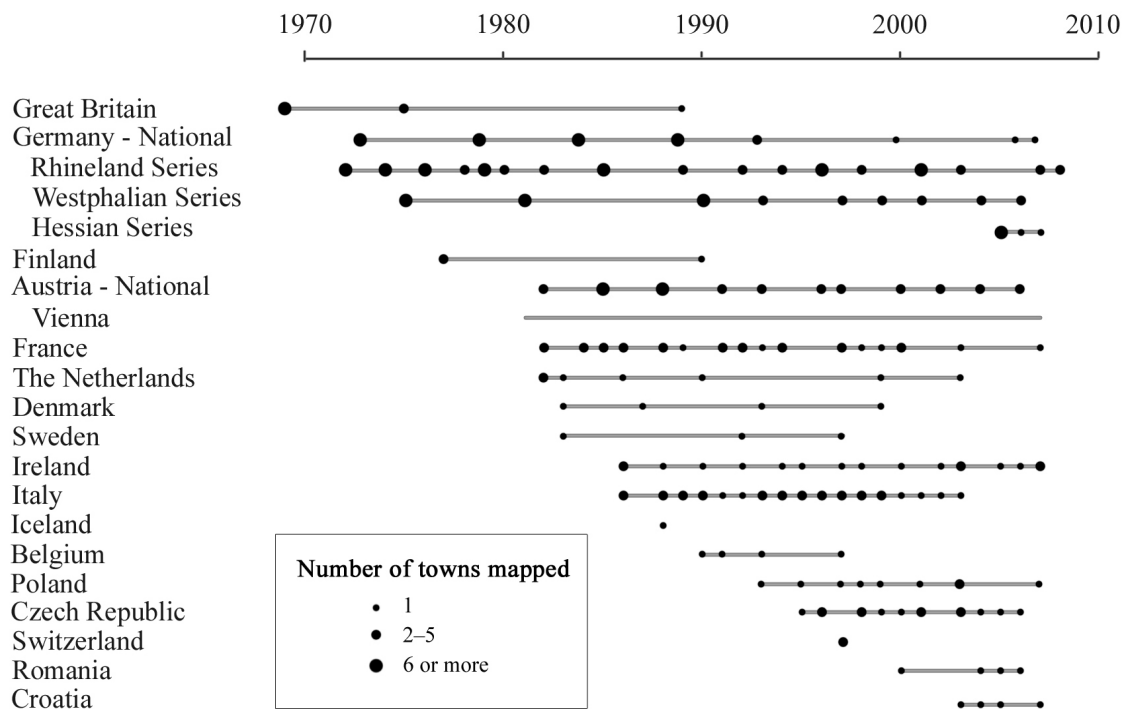 1970 1980 1990 2000 2010
Great Britain
Germany - National
Rhineland Series
Westphalian Series
Hessian Series
Finland
Austria - National
Vienna
France
The Netherlands
Denmark
Sweden
Ireland
Italy
Iceland
Belgium
Poland
Czech Republic
Switzerland
Romania
Croatia
Number of towns mapped
1
2–5
6 or more